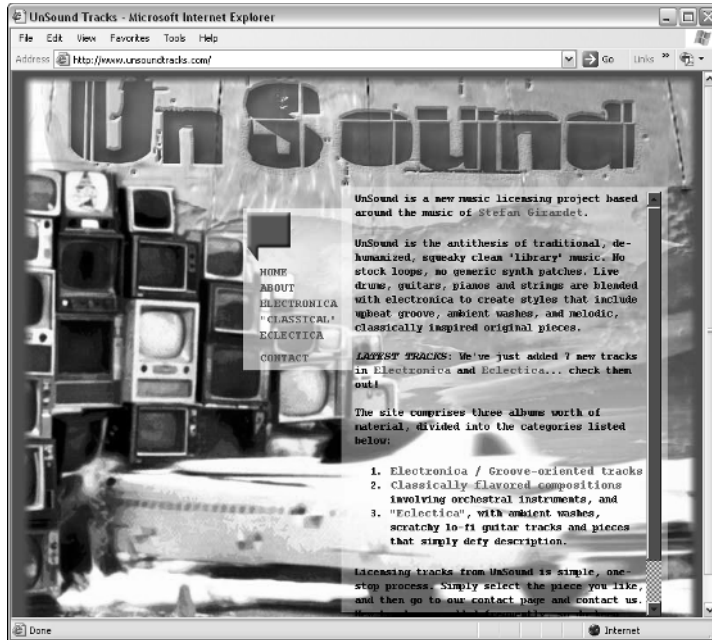 UnSound Tracks - Microsoft Internet Explorer
File Edit View Favorites Tools Help
Address http://www.unsoundtracks.com/ Go Links »
UnSound
UnSound is a new music licensing project based
around the music of Stefan Girardet.
UnSound is the antithesis of traditional, de-
humanized, squeaky clean 'library' music. No
stock loops, no generic synth patches. Live
drums, guitars, pianos and strings are blended
with electronica to create styles that include
upbeat groove, ambient washes, and melodic,
classically inspired original pieces.
LATEST TRACKS: We've just added 7 new tracks
in Electronica and Eclectica... check them
out!
The site comprises three albums worth of
material, divided into the categories listed
below:
1. Electronica / Groove-oriented tracks
2. Classically flavored compositions
involving orchestral instruments, and
3. "Eclectica", with ambient washes,
scratchy lo-fi guitar tracks and pieces
that simply defy description.
Licensing tracks from UnSound is simple, one-
stop process. Simply select the piece you like,
and then go to our contact page and contact us.
HOME
ABOUT
ELECTRONICA
"CLASSICAL"
ECLECTICA
CONTACT
Done Internet